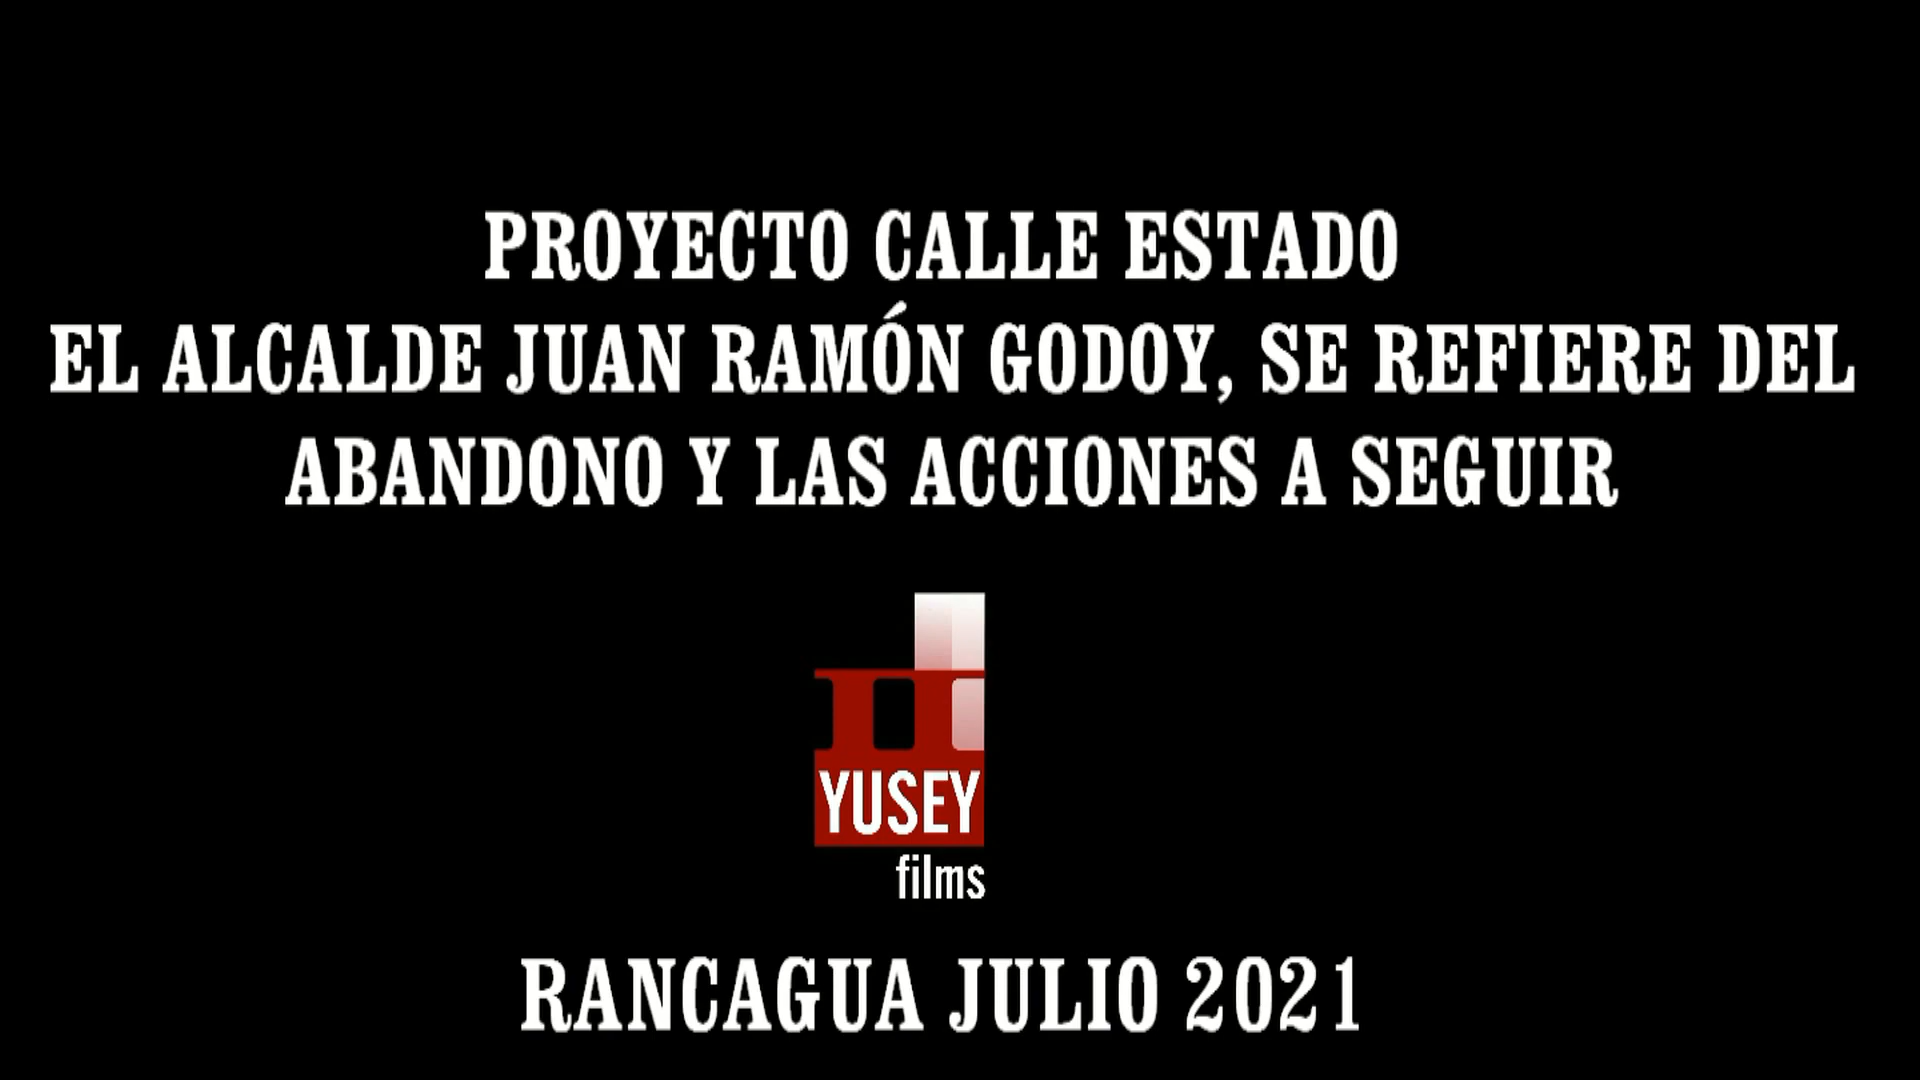 PROYECTO CALLE ESTADO
EL ALCALDE JUAN RAMÓN GODOY, SE REFIERE DEL
ABANDONO Y LAS ACCIONES A SEGUIR
YUSEY
films
RANCAGUA JULIO 2021